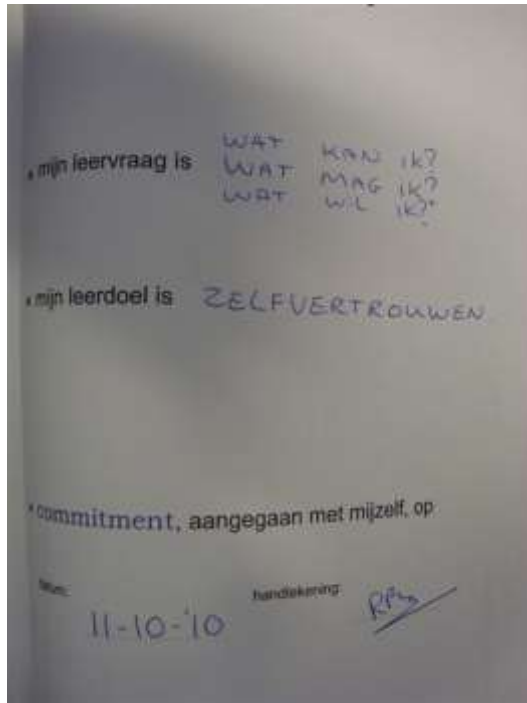 WAT KAN IK?
• mijn leervraag is WAT MAG IK?
WAT WIL IK?
• mijn leerdoel is ZELFVERTROUWEN
• commitment, aangegaan met mijzelf, op
datum: handtekening:
11-10-'10